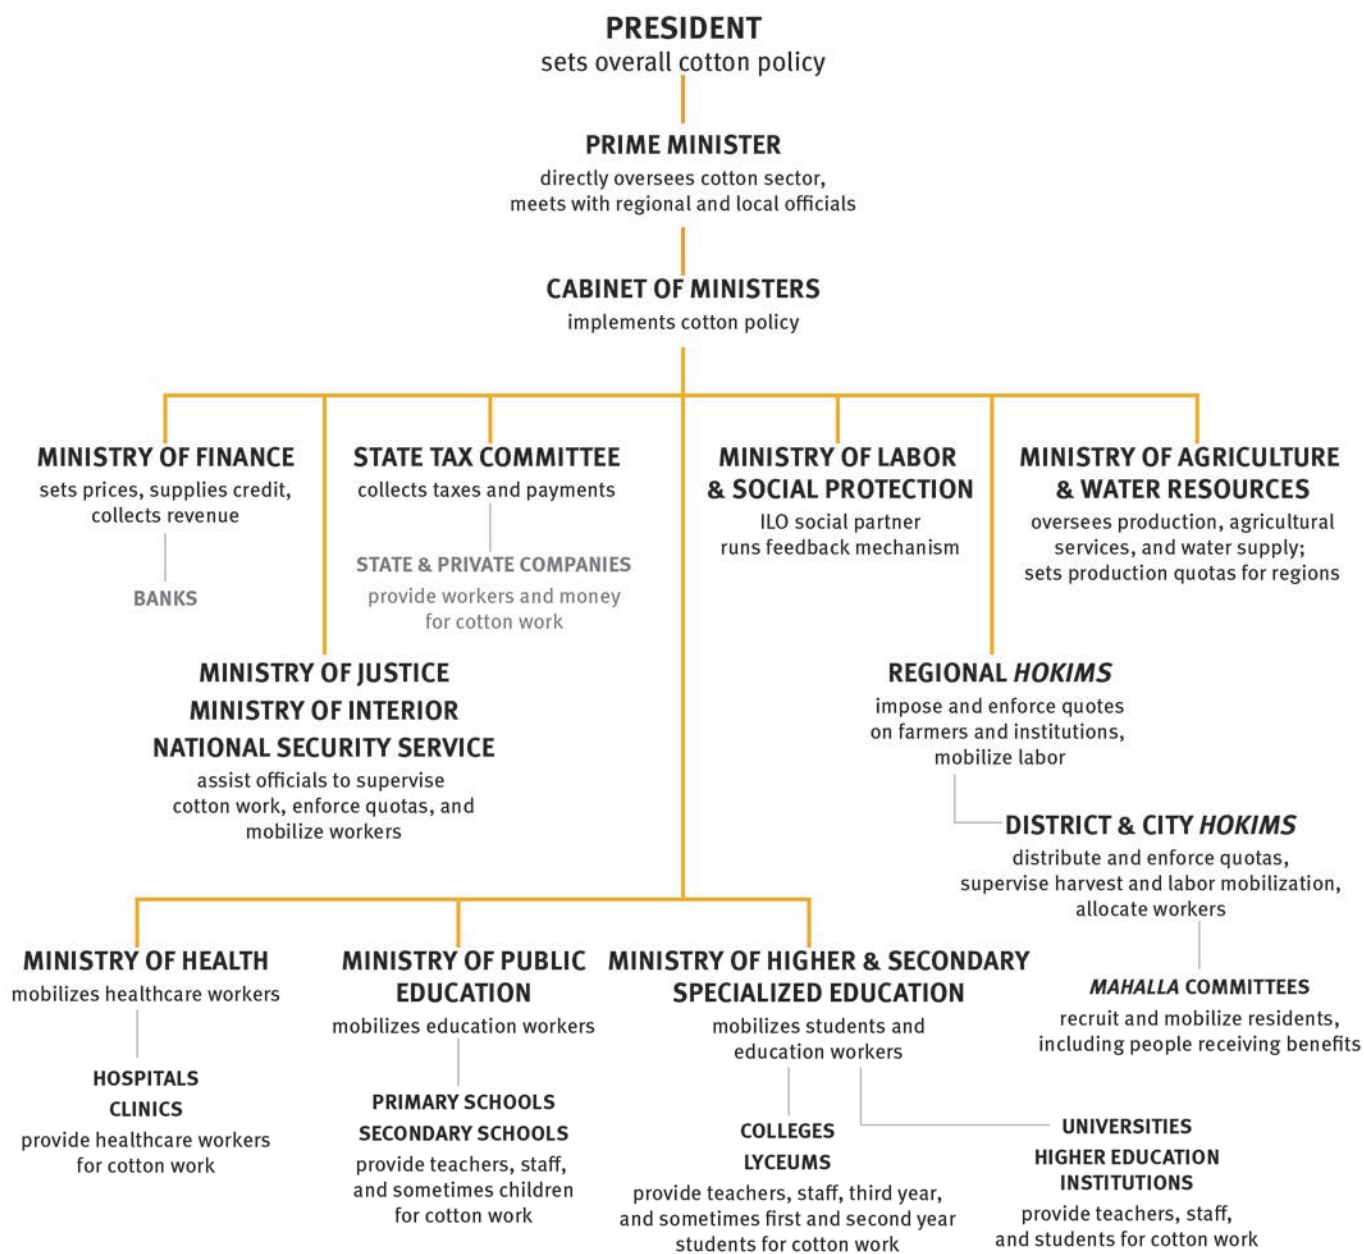 PRESIDENT
sets overall cotton policy
PRIME MINISTER
directly oversees cotton sector,
meets with regional and local officials
CABINET OF MINISTERS
implements cotton policy
MINISTRY OF FINANCE
sets prices, supplies credit,
collects revenue
BANKS
STATE TAX COMMITTEE
collects taxes and payments
STATE & PRIVATE COMPANIES
provide workers and money
for cotton work
MINISTRY OF LABOR
& SOCIAL PROTECTION
ILO social partner
runs feedback mechanism
MINISTRY OF AGRICULTURE
& WATER RESOURCES
oversees production, agricultural
services, and water supply;
sets production quotas for regions
MINISTRY OF JUSTICE
MINISTRY OF INTERIOR
NATIONAL SECURITY SERVICE
assist officials to supervise
cotton work, enforce quotas, and
mobilize workers
REGIONAL HOKIMS
impose and enforce quotes
on farmers and institutions,
mobilize labor
DISTRICT & CITY HOKIMS
distribute and enforce quotas,
supervise harvest and labor mobilization,
allocate workers
MAHALLA COMMITTEES
recruit and mobilize residents,
including people receiving benefits
MINISTRY OF HEALTH
mobilizes healthcare workers
HOSPITALS
CLINICS
provide healthcare workers
for cotton work
MINISTRY OF PUBLIC
EDUCATION
mobilizes education workers
PRIMARY SCHOOLS
SECONDARY SCHOOLS
provide teachers, staff,
and sometimes children
for cotton work
MINISTRY OF HIGHER & SECONDARY
SPECIALIZED EDUCATION
mobilizes students and
education workers
COLLEGES
LYCEUMS
provide teachers, staff, third year,
and sometimes first and second year
students for cotton work
UNIVERSITIES
HIGHER EDUCATION
INSTITUTIONS
provide teachers, staff,
and students for cotton work